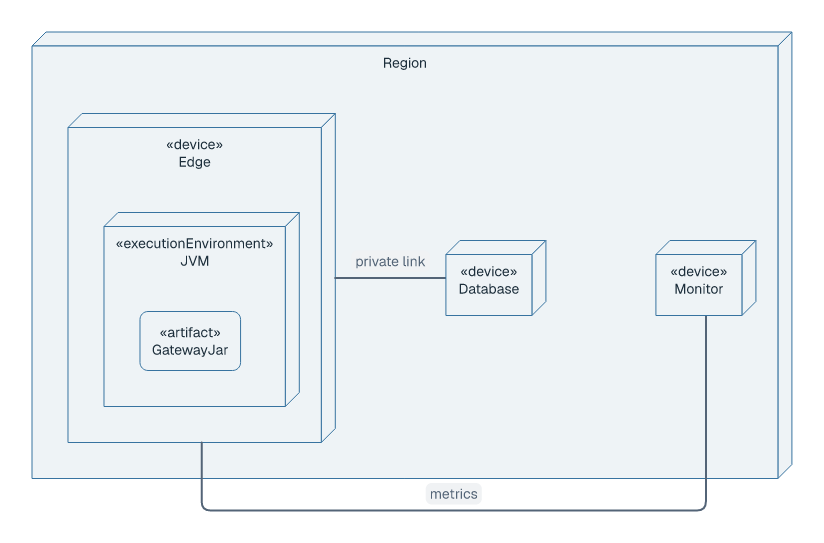 Region
«device»
Edge
«executionEnvironment»
JVM
«artifact»
GatewayJar
private link
«device»
Database
«device»
Monitor
metrics